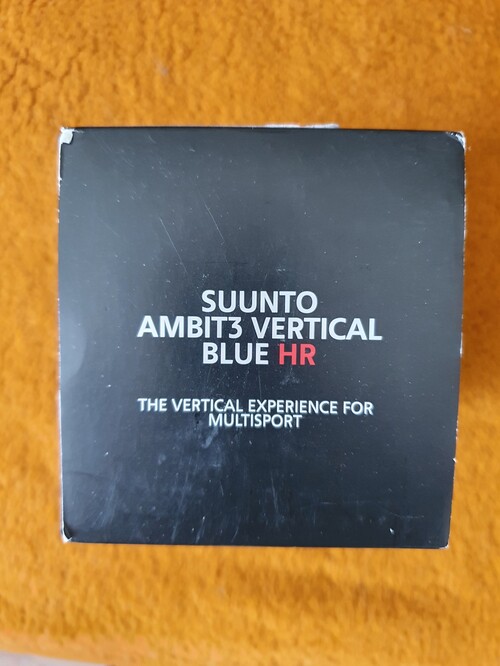 SUUNTO
AMBIT3 VERTICAL
BLUE HR
THE VERTICAL EXPERIENCE FOR
MULTISPORT